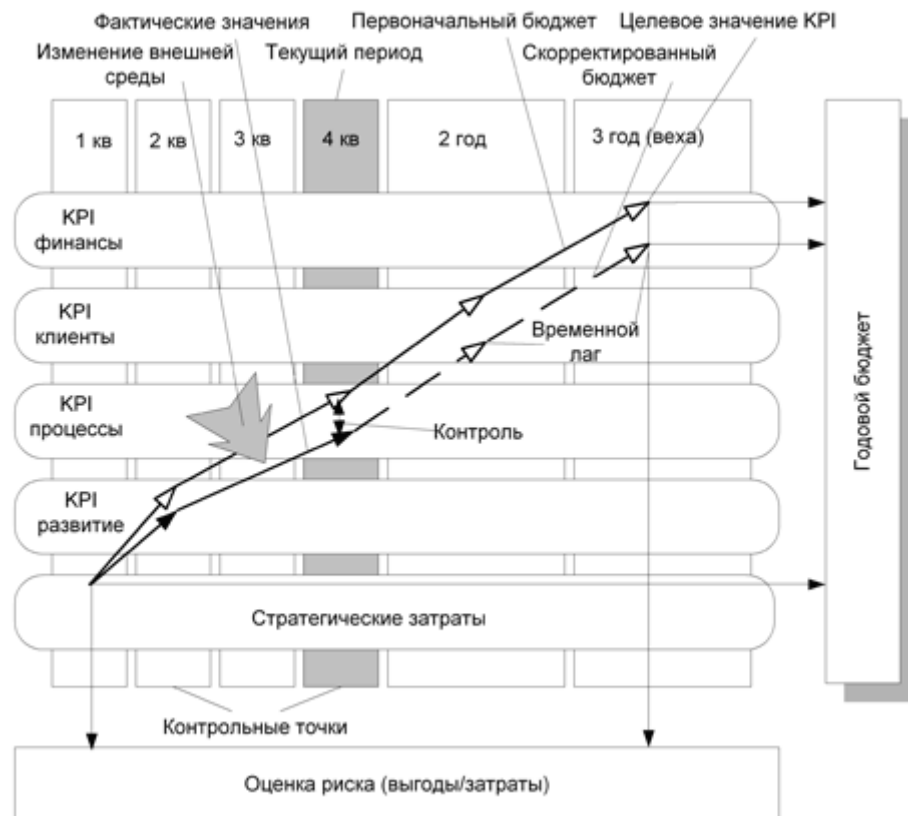 Фактические значения
Первоначальный бюджет
Целевое значение KPI
Изменение внешней
среды
Текущий период
Скорректированный
бюджет
1 кв
2 кв
3 кв
4 кв
2 год
3 год (веха)
KPI
финансы
KPI
клиенты
Временной
лаг
KPI
процессы
Контроль
KPI
развитие
Стратегические затраты
Годовой бюджет
Контрольные точки
Оценка риска (выгоды/затраты)